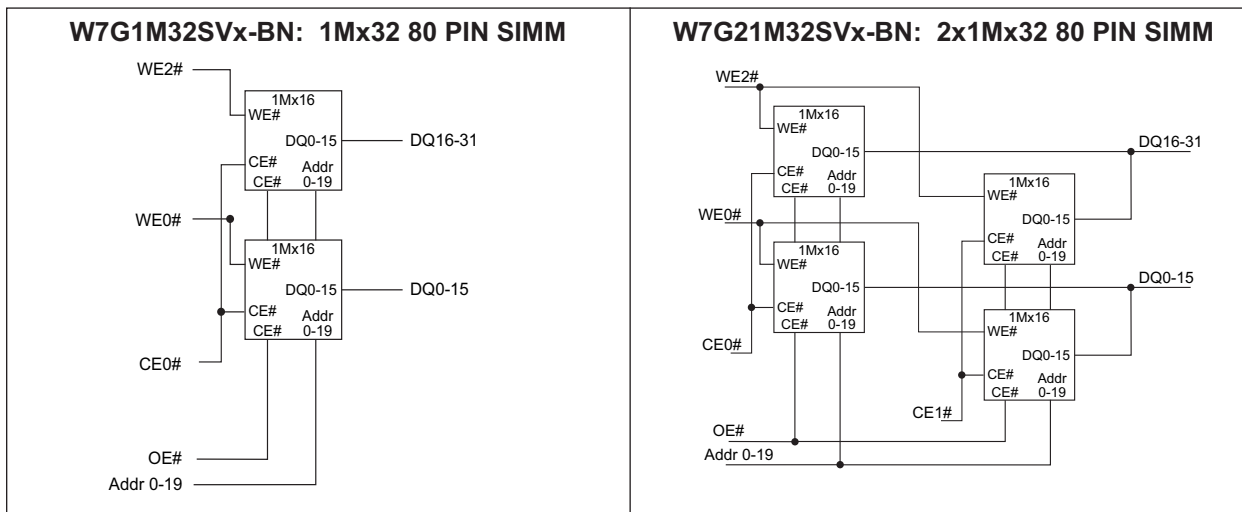 W7G1M32SVx-BN: 1Mx32 80 PIN SIMM
WE2#
1Mx16
WE#
DQ0-15
DQ16-31
CE#
Addr
CE#
0-19
WE0#
1Mx16
WE#
DQ0-15
DQ0-15
CE#
Addr
CE#
0-19
CE0#
OE#
Addr 0-19
W7G21M32SVx-BN: 2x1Mx32 80 PIN SIMM
WE2#
1Mx16
WE#
DQ0-15
DQ16-31
CE#
Addr
CE#
0-19
1Mx16
WE#
DQ0-15
CE#
Addr
CE#
0-19
WE0#
1Mx16
WE#
DQ0-15
DQ0-15
CE#
Addr
CE#
0-19
1Mx16
WE#
DQ0-15
CE#
Addr
CE#
0-19
CE0#
CE1#
OE#
Addr 0-19